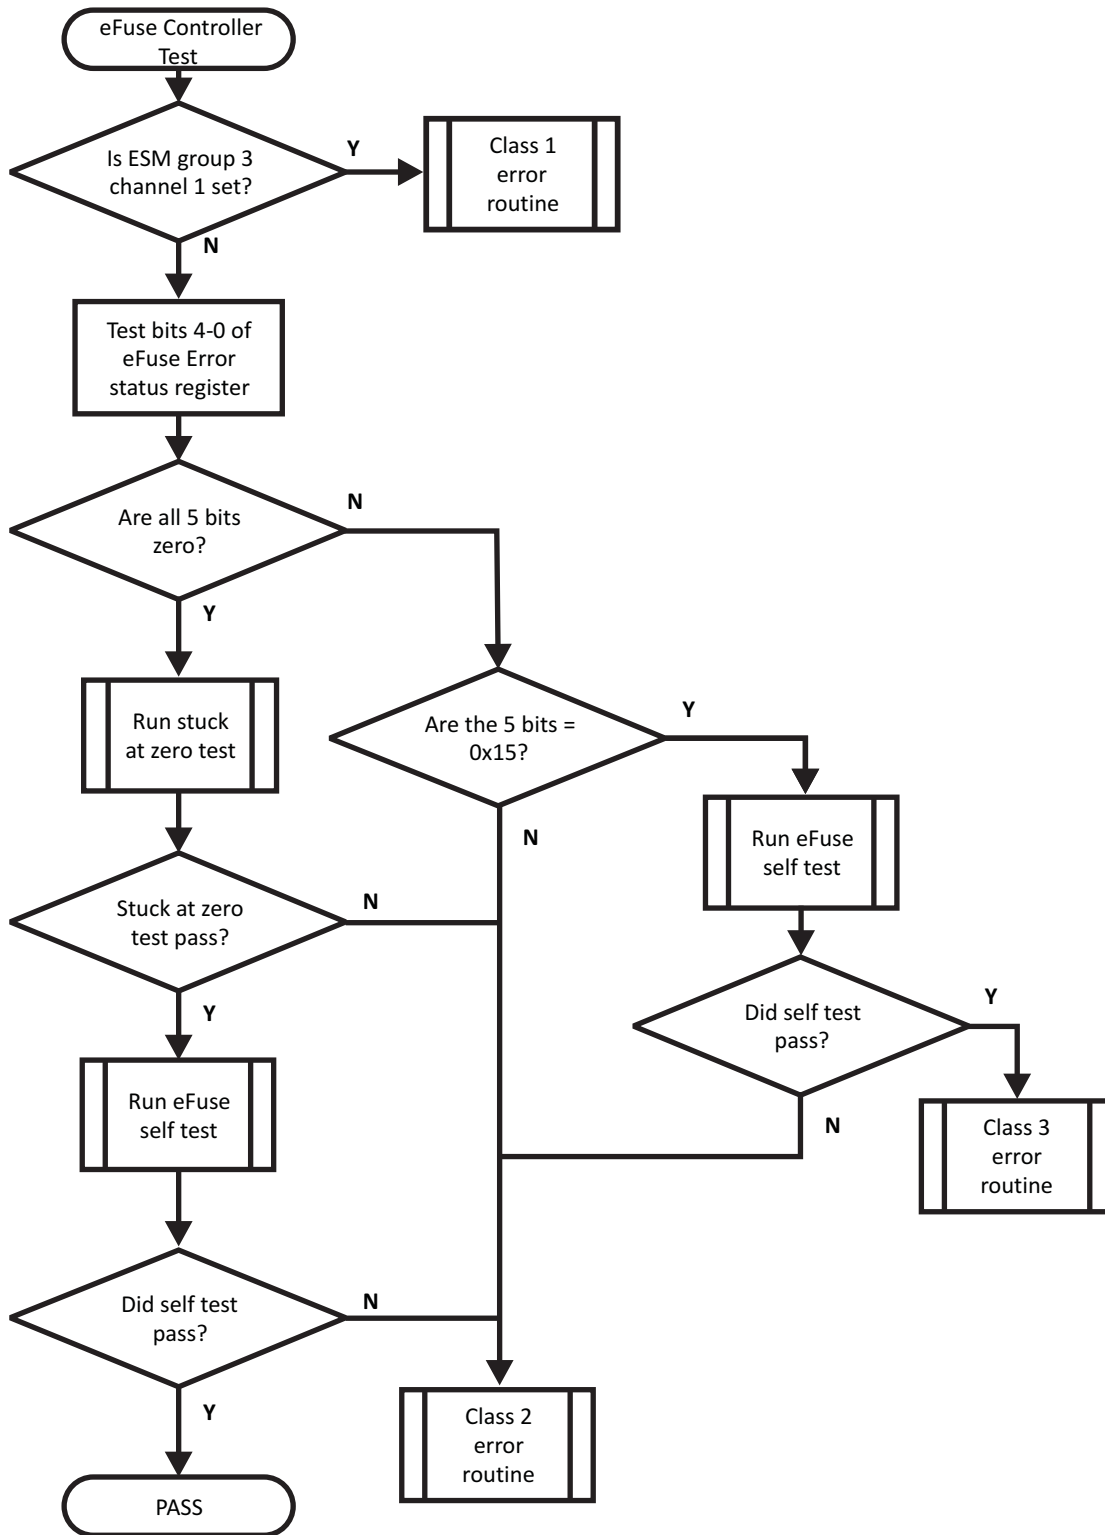 eFuse Controller
Test
Is ESM group 3
channel 1 set?
Y
Class 1
error
routine
N
Test bits 4-0 of
eFuse Error
status register
Are all 5 bits
zero?
N
Y
Run stuck
at zero test
Are the 5 bits =
0x15?
Y
N
Run eFuse
self test
Stuck at zero
test pass?
N
Y
Did self test
pass?
Y
N
Class 3
error
routine
Run eFuse
self test
Did self test
pass?
N
Y
Class 2
error
routine
PASS